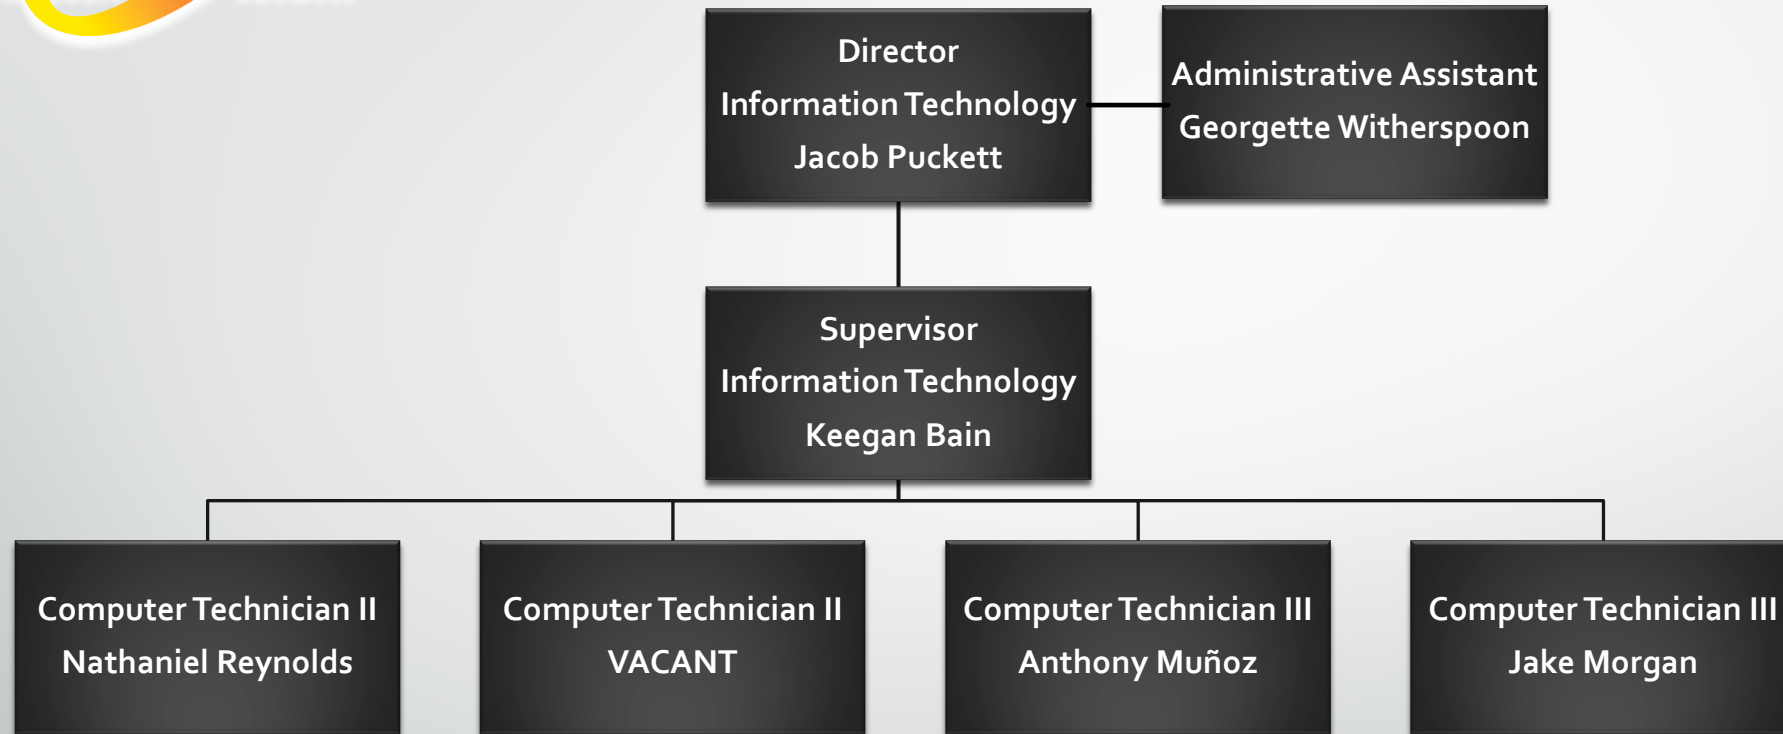 Director
Information Technology
Jacob Puckett
Administrative Assistant
Georgette Witherspoon
Supervisor
Information Technology
Keegan Bain
Computer Technician II
Nathaniel Reynolds
Computer Technician II
VACANT
Computer Technician III
Anthony Muñoz
Computer Technician III
Jake Morgan